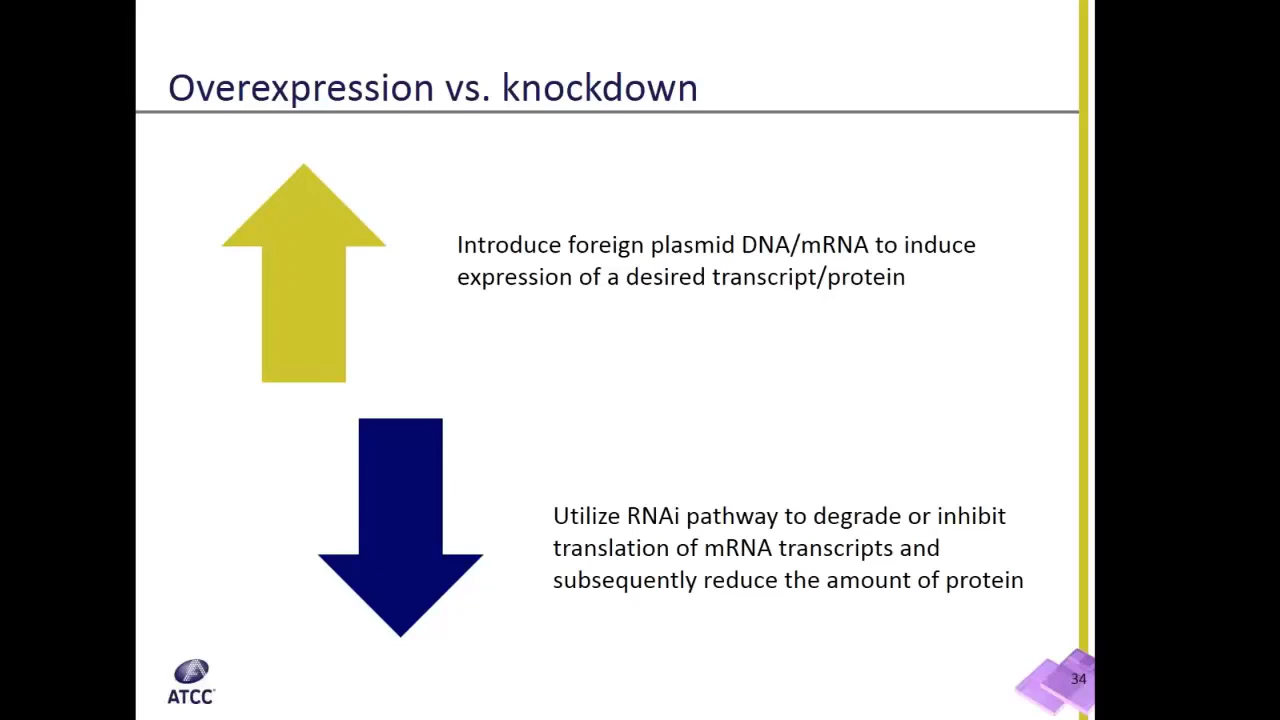 Overexpression vs. knockdown
Introduce foreign plasmid DNA/mRNA to induce
expression of a desired transcript/protein
Utilize RNAi pathway to degrade or inhibit
translation of mRNA transcripts and
subsequently reduce the amount of protein
ATCC
34